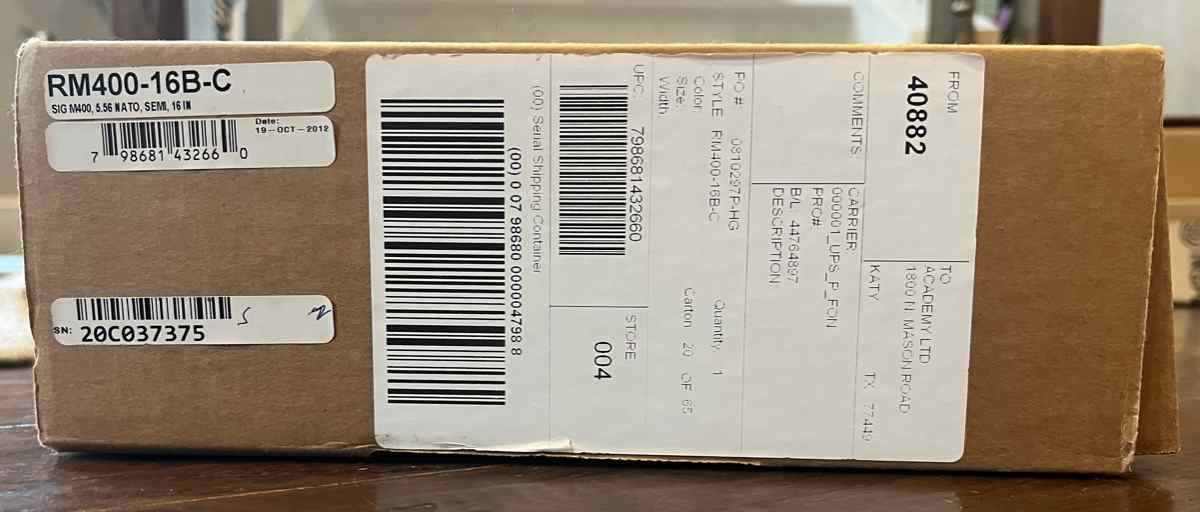 RM400-16B-C
SIG M400, 5.56 NATO, SEMI, 16 IN
Date:
19-OCT-2012
7 98681 43266 0
SN: 20C037375
FROM
40882
TO
ACADEMY LTD
1800 N. MASON ROAD
KATY TX 77449
COMMENTS:
CARRIER:
000001_UPS_P_EON
PRO#
B/L: 44764897
DESCRIPTION
PO # 0810297P-HG
STYLE RM400-16B-C
Color
Size:
Width
Quantity 1
Carton 20 OF 65
UPC: 798681432660
STORE
004
(00) Serial Shipping Container
(00) 0 07 98680 000004798 8